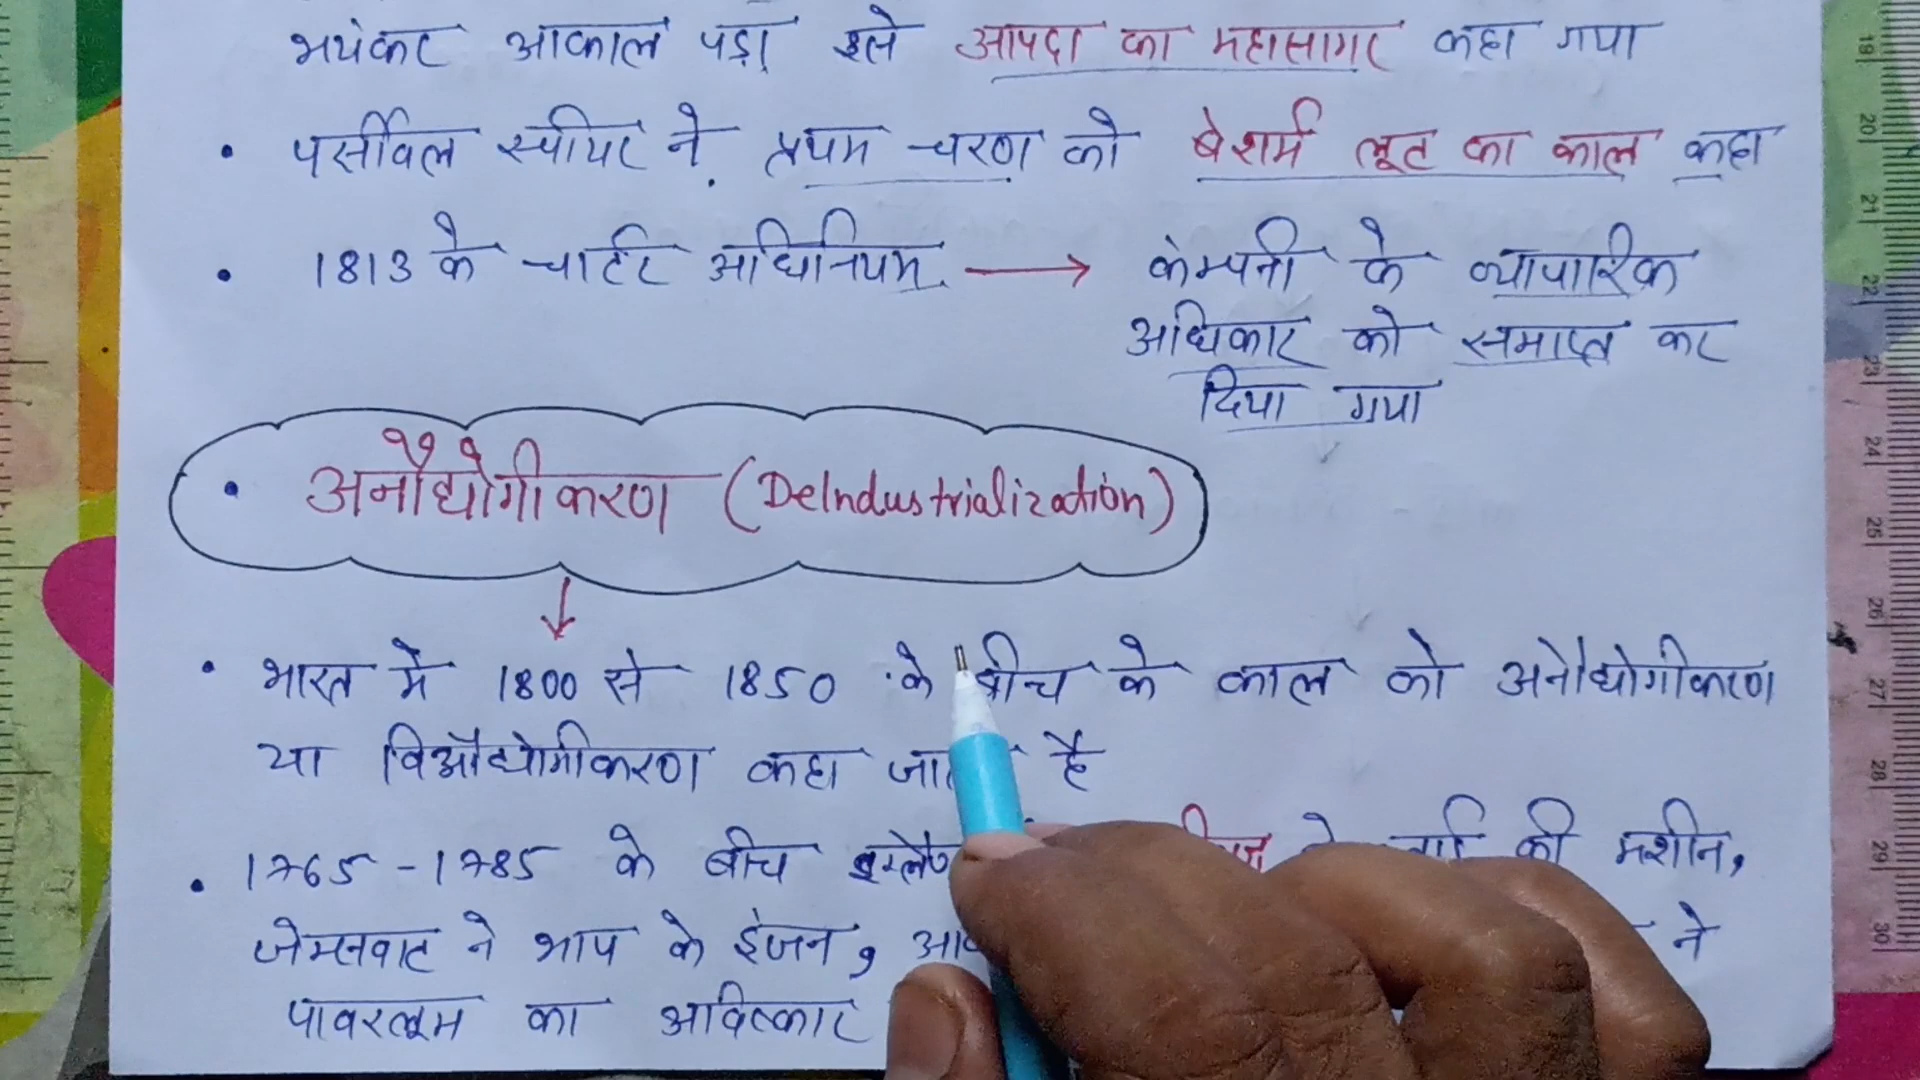 भयंकर आकाल पड़ा इसे आपदा का महासागर कहा गया
• पर्सीवल स्पीयर ने प्रथम चरण को बेशर्म लूट का काल कहा
• 1813 के चार्टर अधिनियम → कंम्पनी के व्यापारिक
अधिकार को समाप्त कर
दिया गया
• अनौद्योगीकरण (DeIndustrialization)
• भारत में 1800 से 1850 के बीच के काल को अनौद्योगीकरण
या विऔद्योगीकरण कहा है
• 1765-1785 के बीच की मशीन,
जेम्सवाट ने भाप के इंजन, ने
पावरलूम का आविष्कार